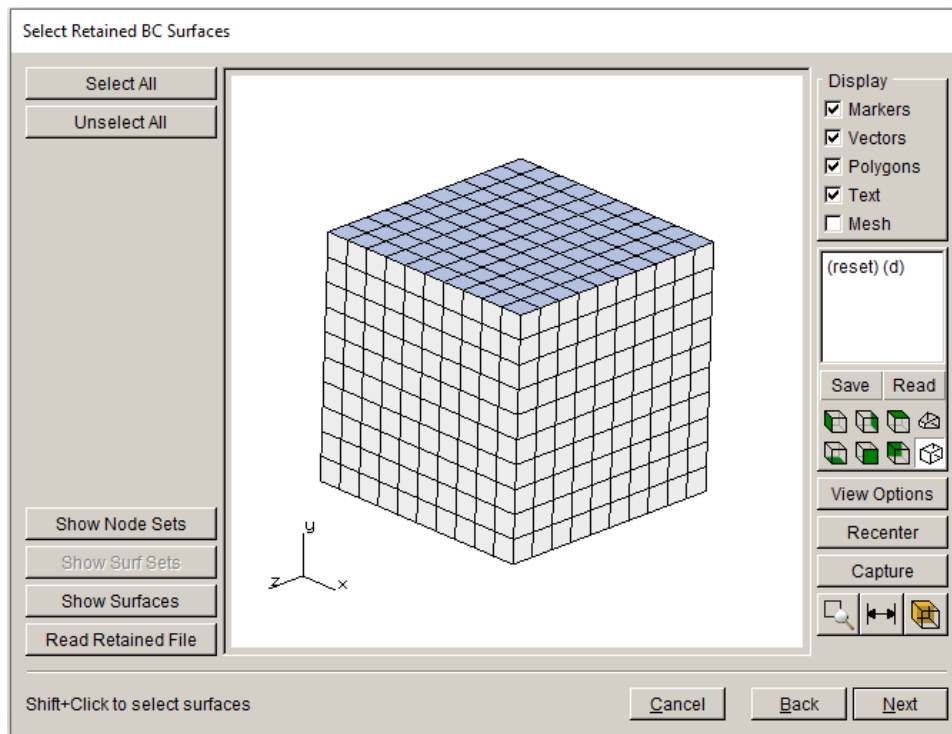 Select Retained BC Surfaces
Select All
Unselect All
Show Node Sets
Show Surf Sets
Show Surfaces
Read Retained File
y
z
x
Display
Markers
Vectors
Polygons
Text
Mesh
(reset) (d)
Save Read
View Options
Recenter
Capture
Shift+Click to select surfaces
Cancel Back Next